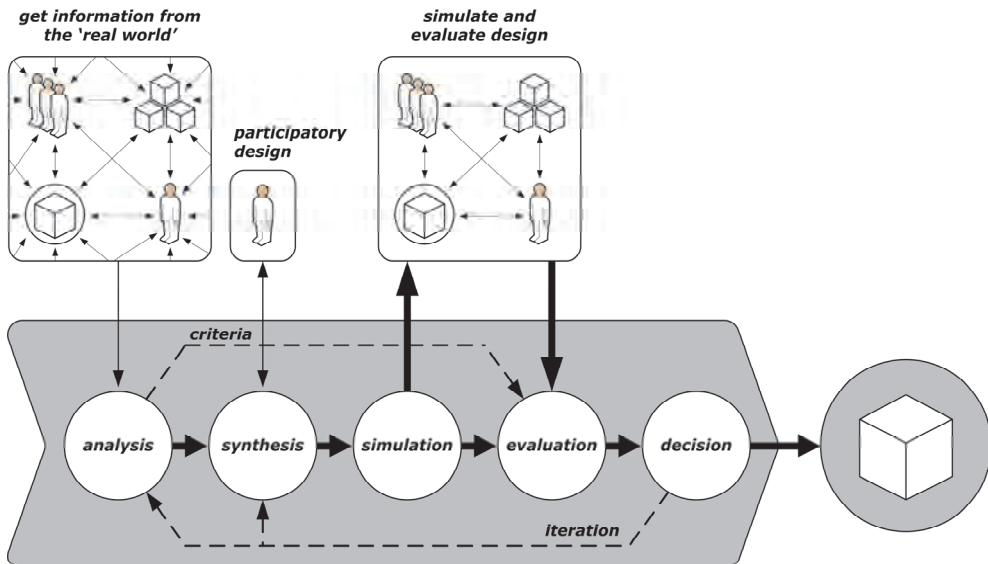 get information from
the ‘real world’
simulate and
evaluate design
participatory
design
criteria
analysis
synthesis
simulation
evaluation
decision
iteration